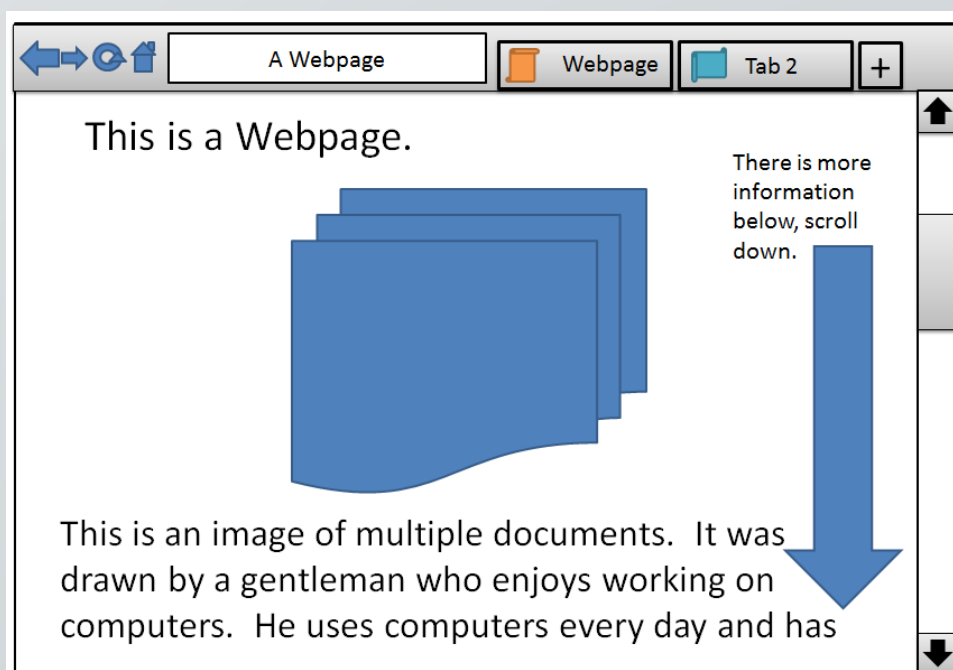 A Webpage
Webpage
Tab 2
+
This is a Webpage.
There is more
information
below, scroll
down.
This is an image of multiple documents.  It was
drawn by a gentleman who enjoys working on
computers.  He uses computers every day and has